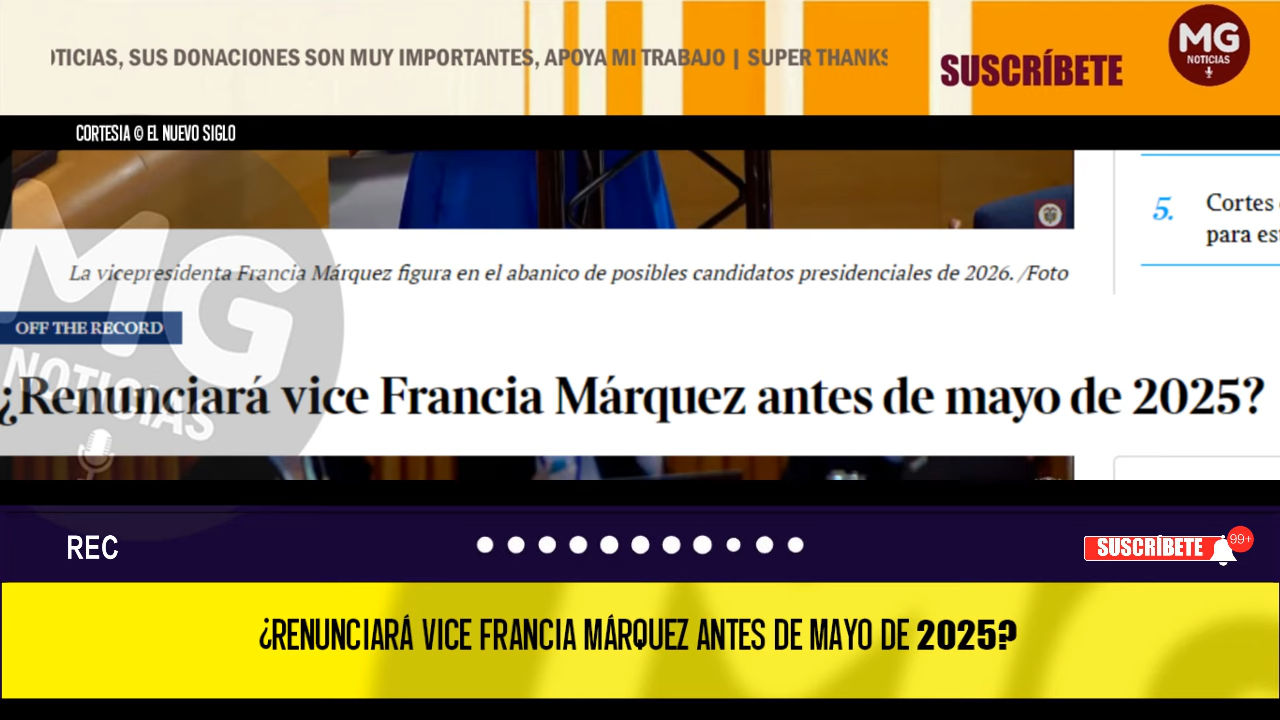 OTICIAS, SUS DONACIONES SON MUY IMPORTANTES, APOYA MI TRABAJO | SUPER THANKS
SUSCRÍBETE
MG
NOTICIAS
CORTESIA © EL NUEVO SIGLO
5.
Cortes
para es
La vicepresidenta Francia Márquez figura en el abanico de posibles candidatos presidenciales de 2026. /Foto
OFF THE RECORD
MG
NOTICIAS
¿Renunciará vice Francia Márquez antes de mayo de 2025?
REC
SUSCRÍBETE
99+
¿RENUNCIARÁ VICE FRANCIA MÁRQUEZ ANTES DE MAYO DE 2025?